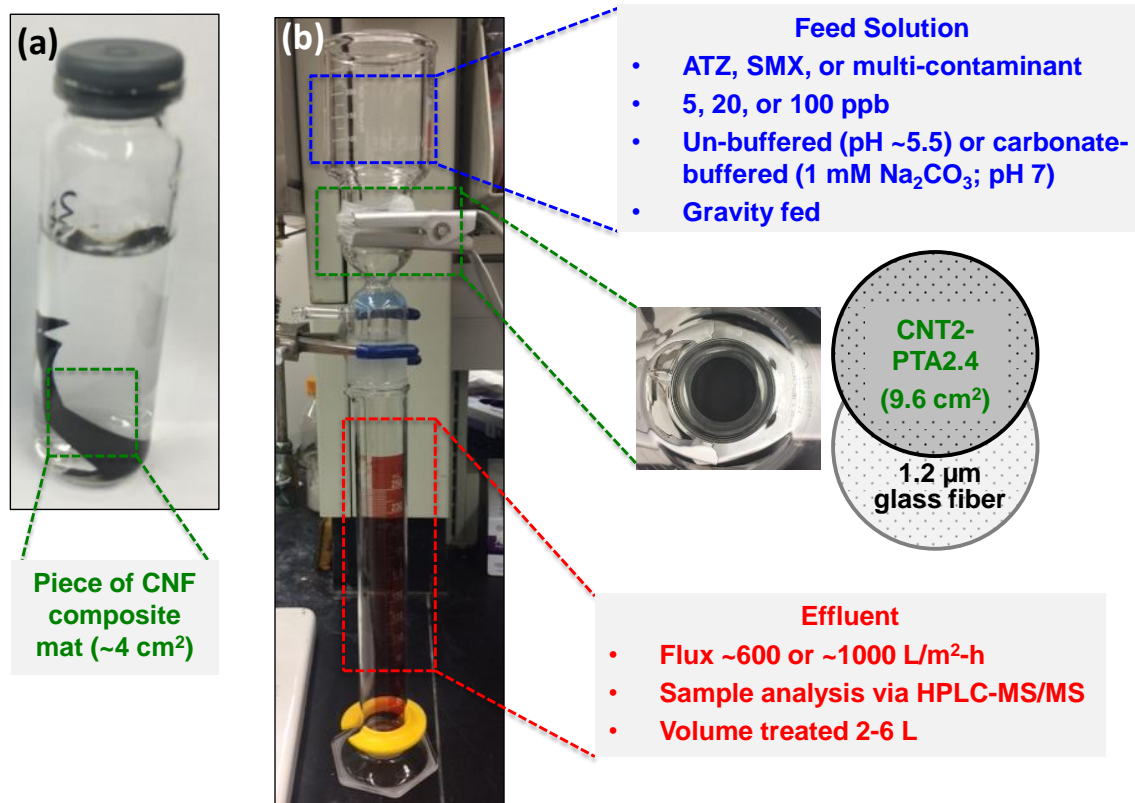 (a)
(b)
Feed Solution
• ATZ, SMX, or multi-contaminant
• 5, 20, or 100 ppb
• Un-buffered (pH ~5.5) or carbonate-
buffered (1 mM Na₂CO₃; pH 7)
• Gravity fed
CNT2-
PTA2.4
(9.6 cm²)
1.2 µm
glass fiber
Piece of CNF
composite
mat (~4 cm²)
Effluent
• Flux ~600 or ~1000 L/m²-h
• Sample analysis via HPLC-MS/MS
• Volume treated 2-6 L